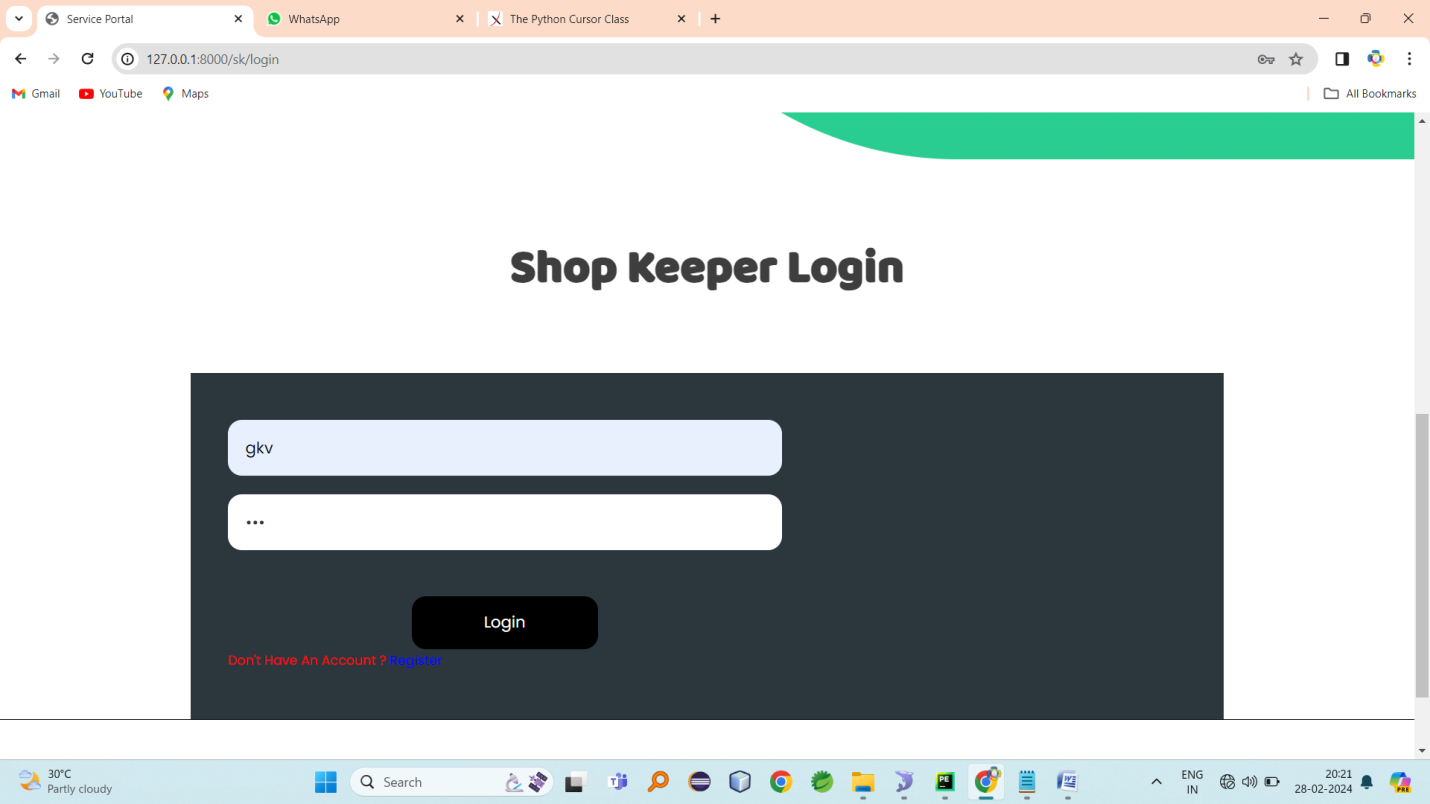 Service Portal
WhatsApp
The Python Cursor Class
127.0.0.1:8000/sk/login
Gmail
YouTube
Maps
All Bookmarks
Shop Keeper Login
gkv
•••
Login
Don't Have An Account ? Register
30°C
Partly cloudy
Search
PE
W
PRE
ENG
IN
20:21
28-02-2024